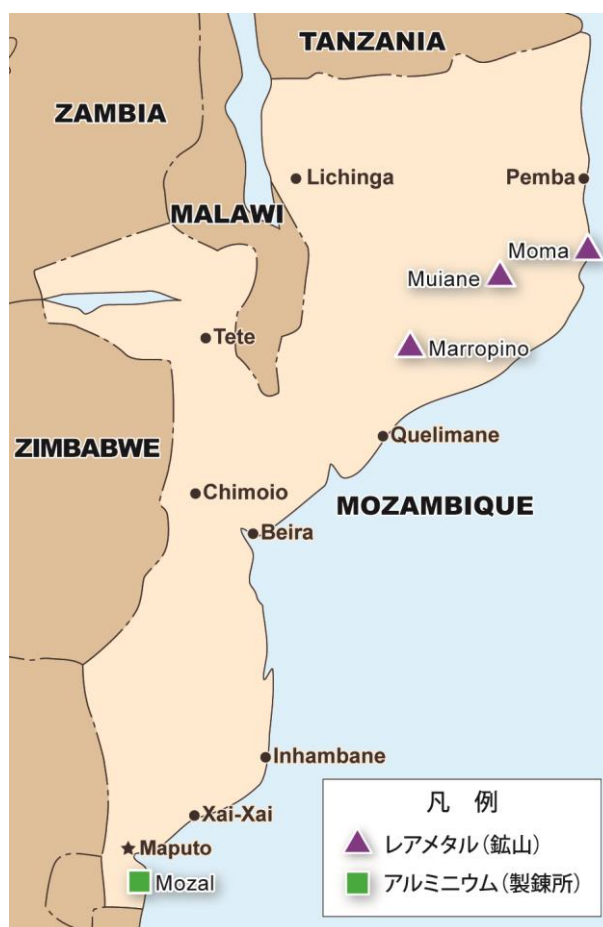 TANZANIA
ZAMBIA
Lichinga
Pemba
MALAWI
Moma
Muiane
Tete
Marropino
Quelimane
ZIMBABWE
Chimoio
MOZAMBIQUE
Beira
Inhambane
Xai-Xai
Maputo
Mozal
凡 例
レアメタル(鉱山)
アルミニウム(製錬所)